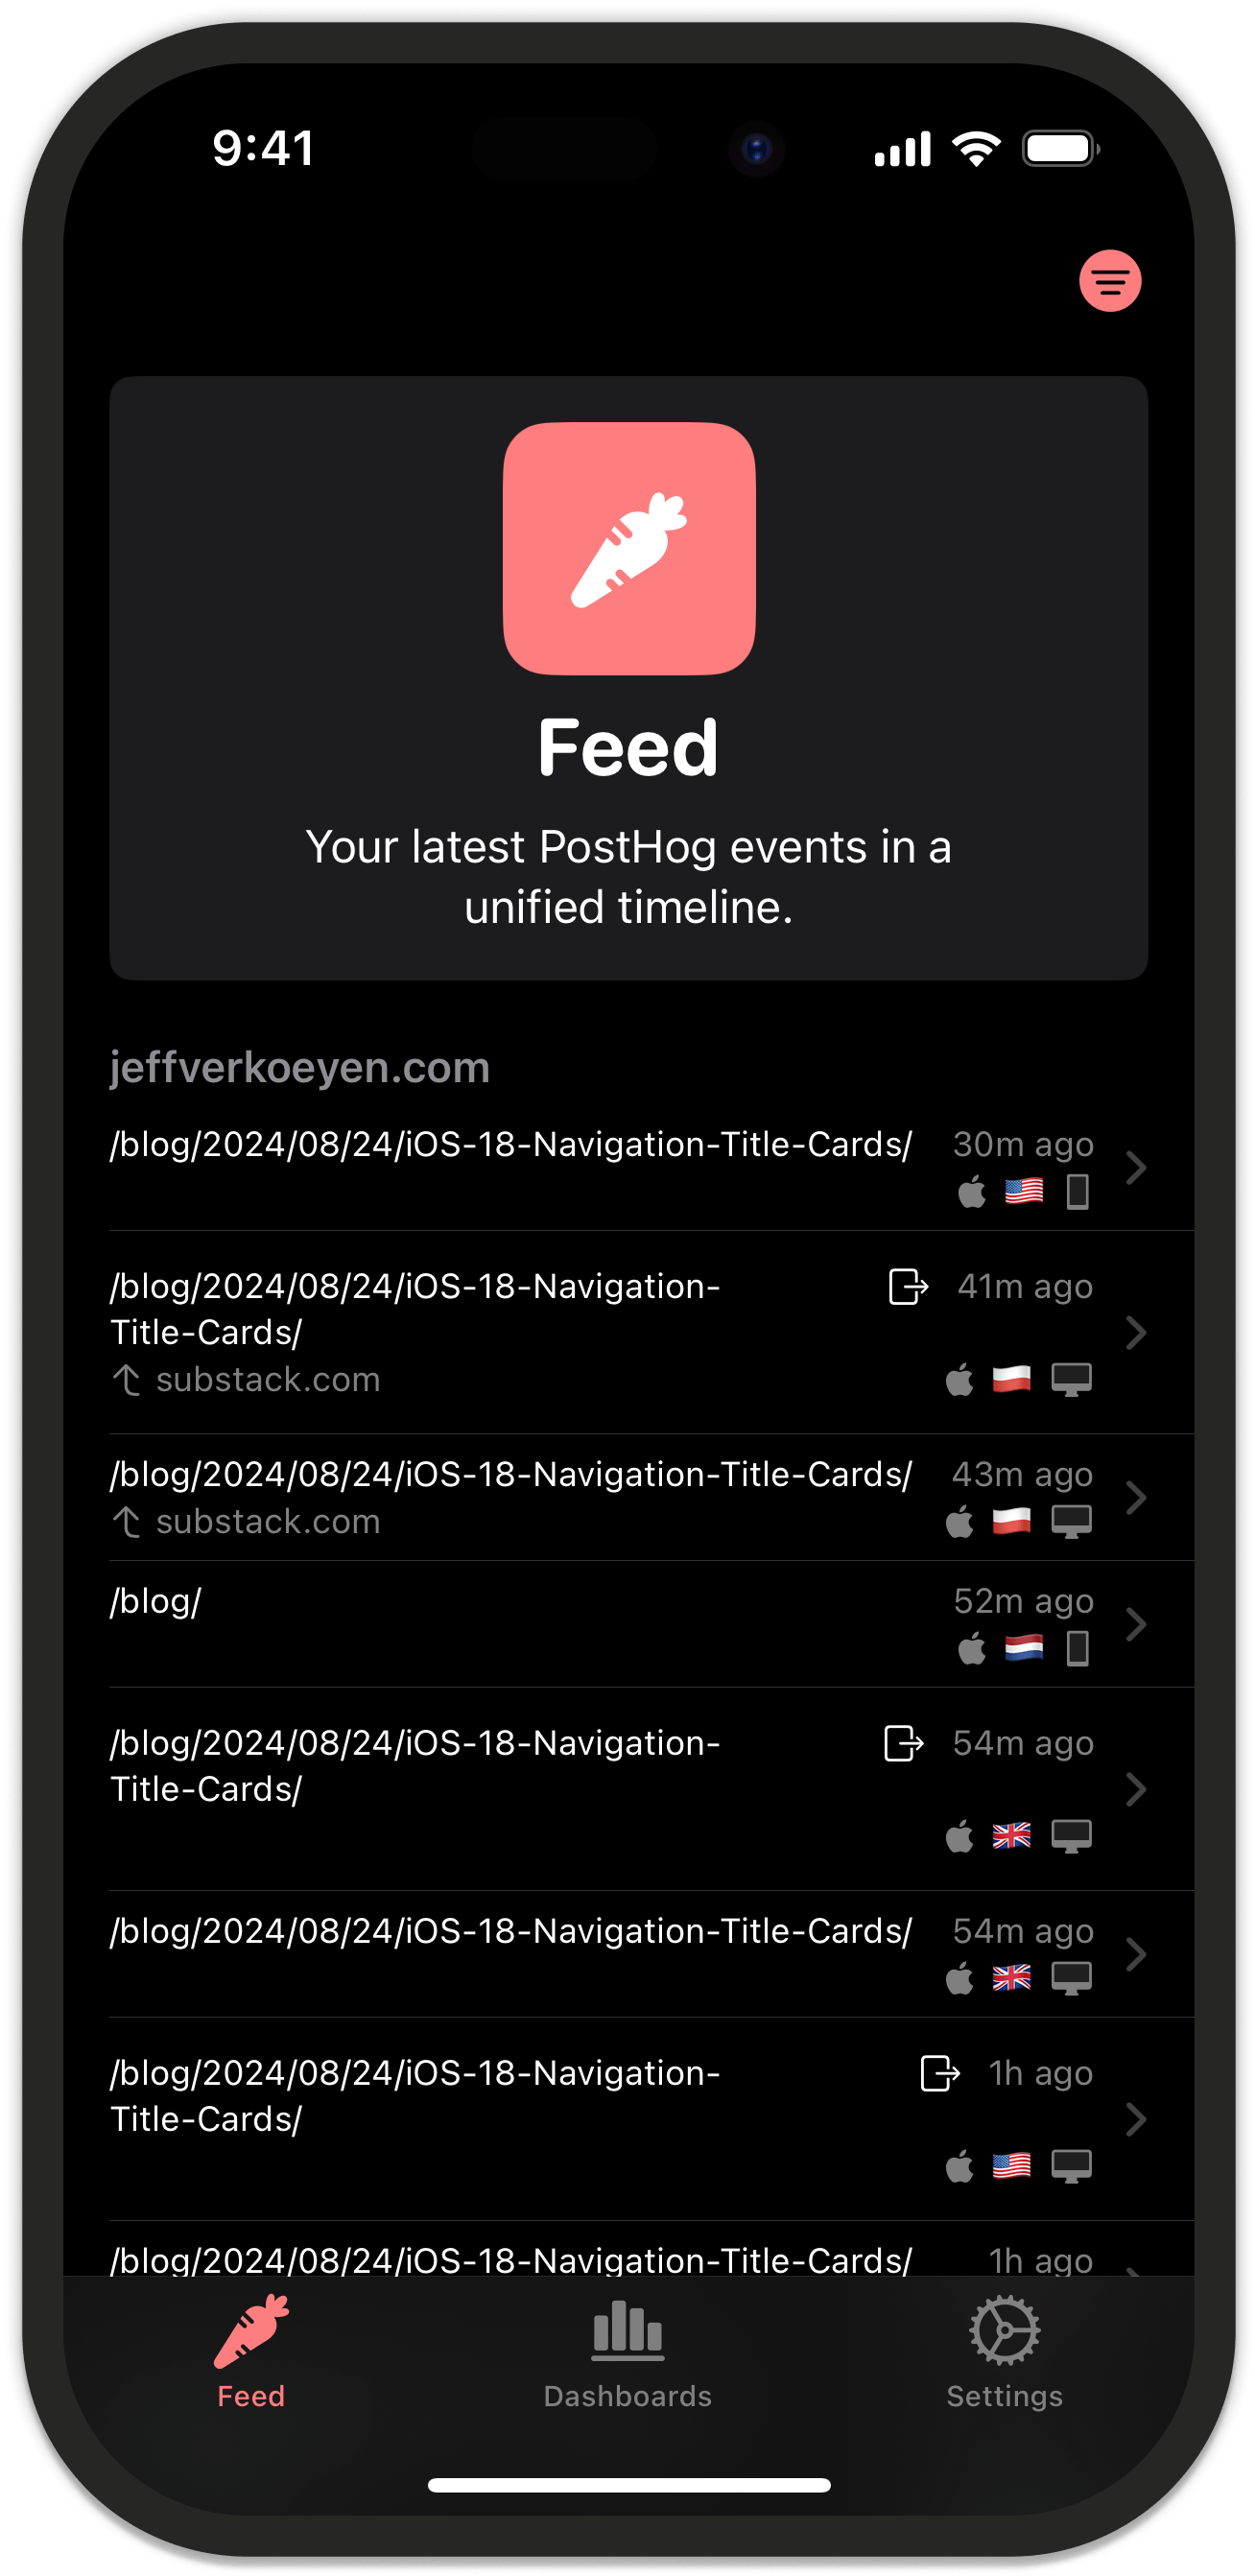 9:41
Feed
Your latest PostHog events in a
unified timeline.
jeffverkoeyen.com
/blog/2024/08/24/iOS-18-Navigation-Title-Cards/ 30m ago
/blog/2024/08/24/iOS-18-Navigation- 41m ago
Title-Cards/
substack.com
/blog/2024/08/24/iOS-18-Navigation-Title-Cards/ 43m ago
substack.com
/blog/ 52m ago
/blog/2024/08/24/iOS-18-Navigation- 54m ago
Title-Cards/
/blog/2024/08/24/iOS-18-Navigation-Title-Cards/ 54m ago
/blog/2024/08/24/iOS-18-Navigation- 1h ago
Title-Cards/
/blog/2024/08/24/iOS-18-Navigation-Title-Cards/ 1h ago
Feed Dashboards Settings